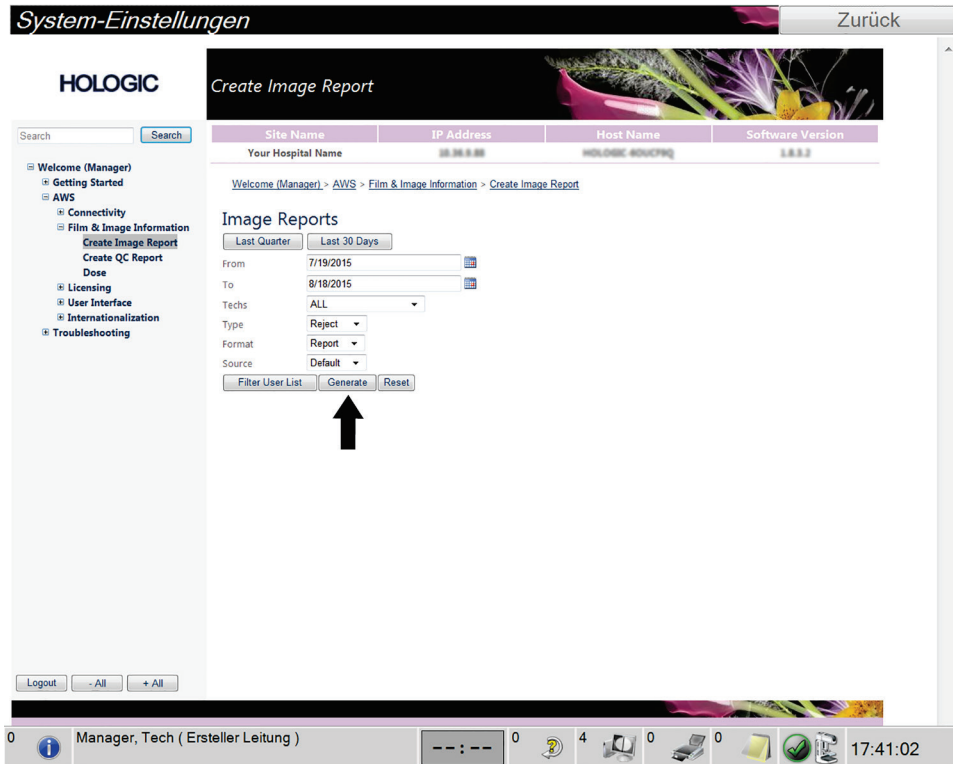 System-Einstellungen
Zurück
HOLOGIC
Create Image Report
Search Search
Site Name IP Address Host Name Software Version
Your Hospital Name
Welcome (Manager)
Getting Started
AWS
Connectivity
Film & Image Information
Create Image Report
Create QC Report
Dose
Licensing
User Interface
Internationalization
Troubleshooting
Welcome (Manager) > AWS > Film & Image Information > Create Image Report
Image Reports
Last Quarter Last 30 Days
From 7/19/2015
To 8/18/2015
Techs ALL
Type Reject
Format Report
Source Default
Filter User List Generate Reset
Logout - All + All
0 Manager, Tech ( Ersteller Leitung ) --:-- 0 4 0 0 17:41:02